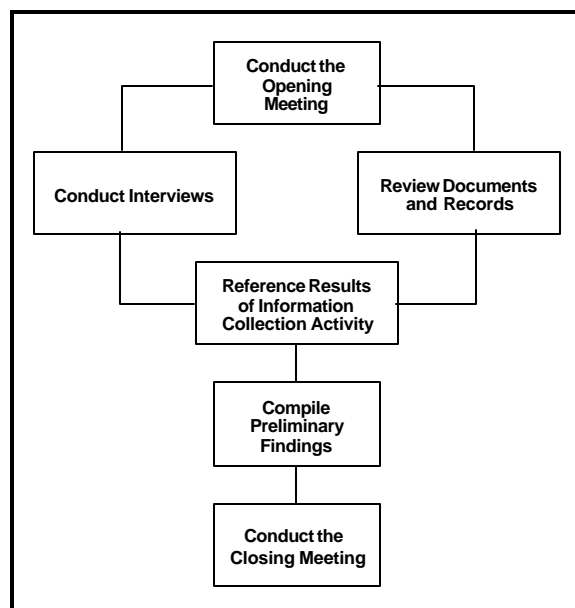 Conduct the
Opening
Meeting
Conduct Interviews
Review Documents
and Records
Reference Results
of Information
Collection Activity
Compile
Preliminary
Findings
Conduct the
Closing Meeting